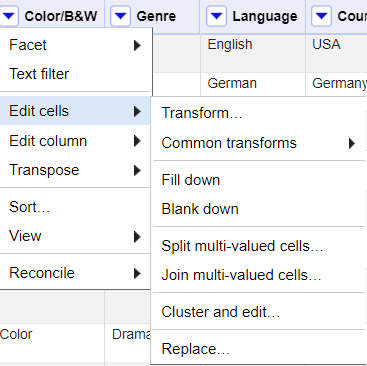 Color/B&W Genre Language Cou
Facet English USA
Text filter German Germany
Edit cells
Edit column
Transpose
Sort...
View
Reconcile
Transform...
Common transforms
Fill down
Blank down
Split multi-valued cells...
Join multi-valued cells...
Cluster and edit...
Replace...
Color Drama